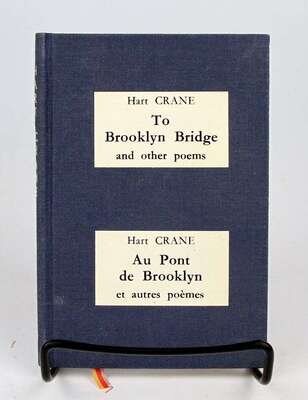 Hart CRANE
To
Brooklyn Bridge
and other poems
Hart CRANE
Au Pont
de Brooklyn
et autres poèmes